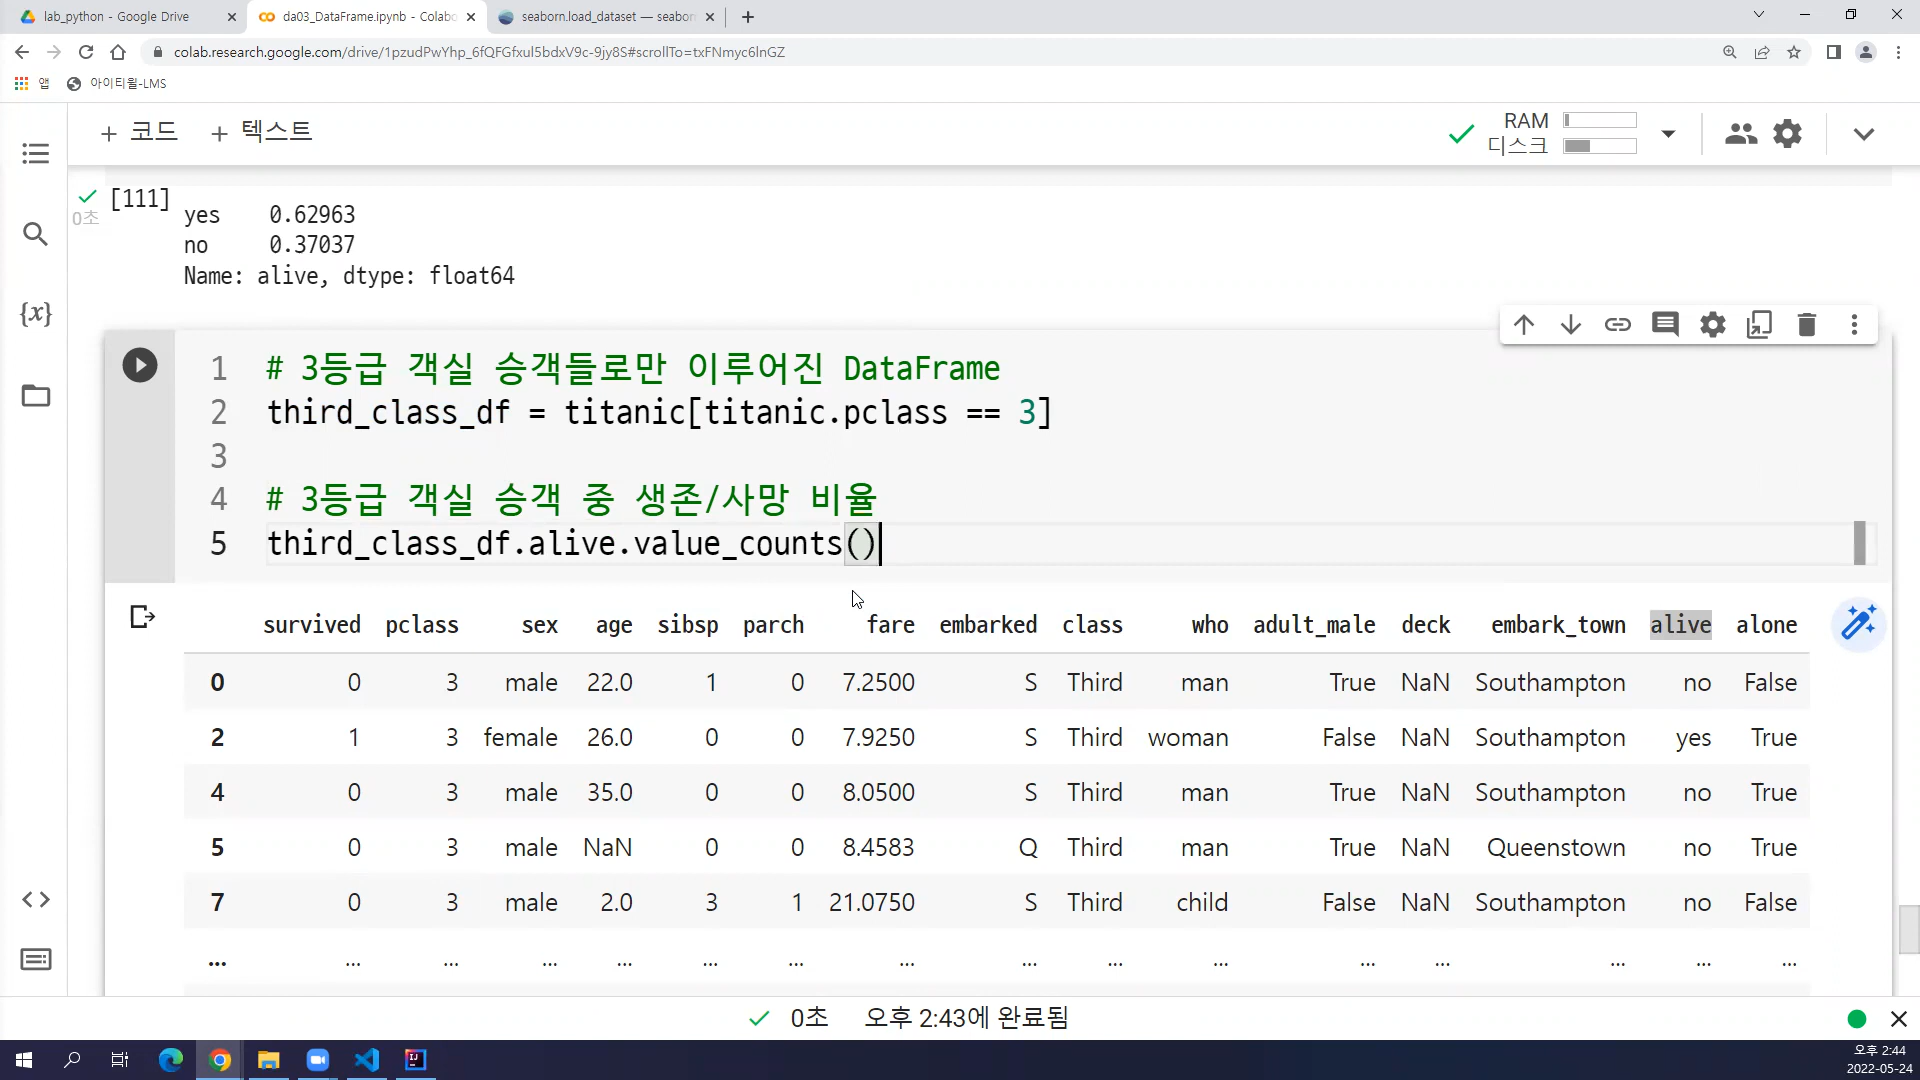 lab_python - Google Drive
da03_DataFrame.ipynb - Colabo
seaborn.load_dataset — seabor
colab.research.google.com/drive/1pzudPwYhp_6fQFGfxul5bdxV9c-9jy8S#scrollTo=txFNmyc6lnGZ
앱 아이티윌-LMS
+ 코드 + 텍스트
RAM
디스크
[111]
0초
yes 0.62963
no 0.37037
Name: alive, dtype: float64
{x}
1 # 3등급 객실 승객들로만 이루어진 DataFrame
2 third_class_df = titanic[titanic.pclass == 3]
3
4 # 3등급 객실 승객 중 생존/사망 비율
5 third_class_df.alive.value_counts()
survived pclass sex age sibsp parch fare embarked class who adult_male deck embark_town alive alone
0 0 3 male 22.0 1 0 7.2500 S Third man True NaN Southampton no False
2 1 3 female 26.0 0 0 7.9250 S Third woman False NaN Southampton yes True
4 0 3 male 35.0 0 0 8.0500 S Third man True NaN Southampton no True
5 0 3 male NaN 0 0 8.4583 Q Third man True NaN Queenstown no True
7 0 3 male 2.0 3 1 21.0750 S Third child False NaN Southampton no False
... ... ... ... ... ... ... ... ... ... ... ... ... ... ... ...
0초 오후 2:43에 완료됨
오후 2:44
2022-05-24